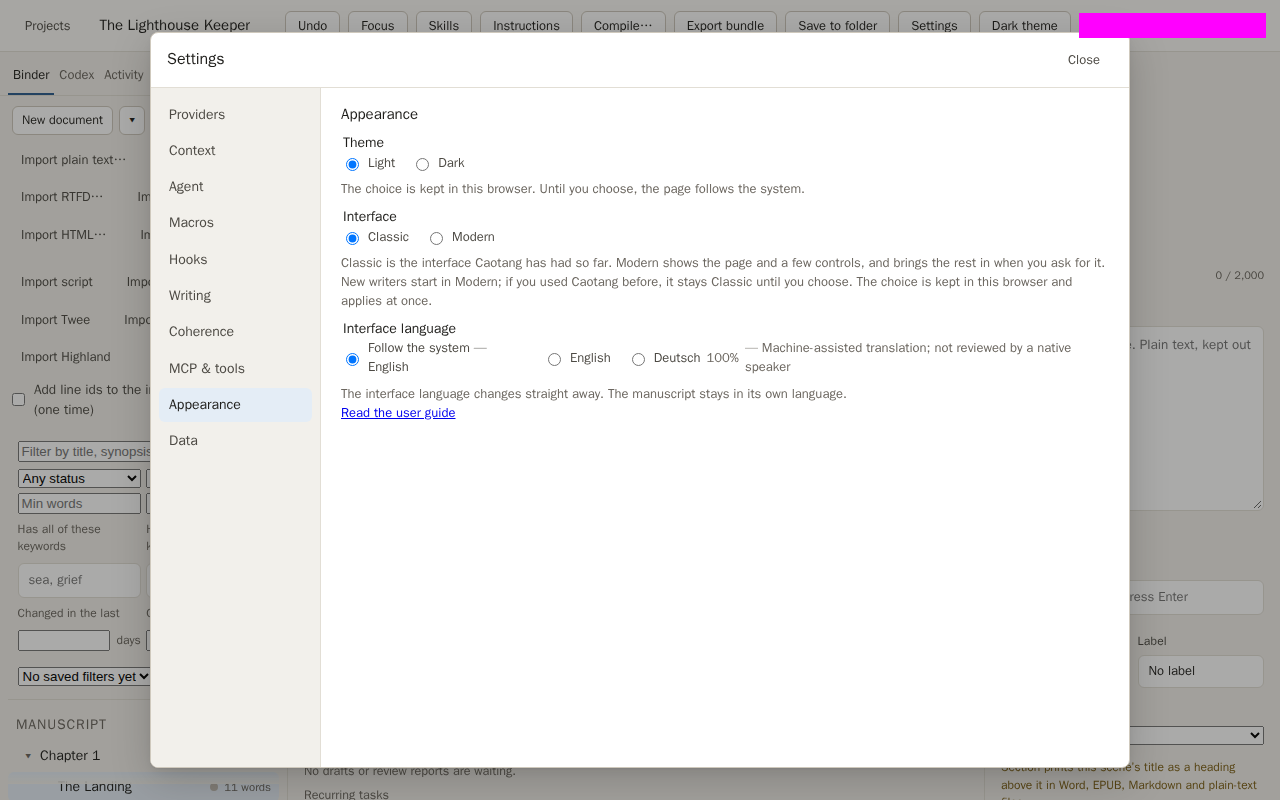 Projects
The Lighthouse Keeper
Undo
Focus
Skills
Instructions
Compile⋯
Export bundle
Save to folder
Settings
Dark theme
Binder
Codex
Activity
New document
Import plain text⋯
Import RTFD⋯
Import HTML⋯
Import script
Import Twee
Import Highland
Add line ids to the
(one time)
Filter by title, synopsis
Any status
Min words
Has all of these
keywords
sea, grief
Changed in the last
days
No saved filters yet
MANUSCRIPT
Chapter 1
The Landing
11 words
Settings
Close
Providers
Context
Agent
Macros
Hooks
Writing
Coherence
MCP & tools
Appearance
Data
Appearance
Theme
Light
Dark
The choice is kept in this browser. Until you choose, the page follows the system.
Interface
Classic
Modern
Classic is the interface Caotang has had so far. Modern shows the page and a few controls, and brings the rest in when you ask for it.
New writers start in Modern; if you used Caotang before, it stays Classic until you choose. The choice is kept in this browser and
applies at once.
Interface language
Follow the system —
English
English
Deutsch 100%
— Machine-assisted translation; not reviewed by a native
speaker
The interface language changes straight away. The manuscript stays in its own language.
Read the user guide
No drafts or review reports are waiting.
Recurring tasks
0 / 2,000
Plain text, kept out
Enter
Label
No label
Section prints this scene's title as a heading
above it in Word, EPUB, Markdown and plain-text